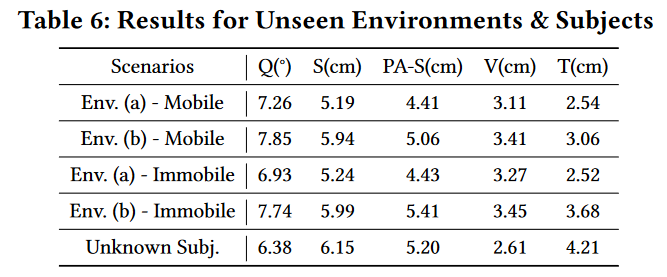 Table 6: Results for Unseen Environments & Subjects
Scenarios Q(°) S(cm) PA-S(cm) V(cm) T(cm)
Env. (a) - Mobile 7.26 5.19 4.41 3.11 2.54
Env. (b) - Mobile 7.85 5.94 5.06 3.41 3.06
Env. (a) - Immobile 6.93 5.24 4.43 3.27 2.52
Env. (b) - Immobile 7.74 5.99 5.41 3.45 3.68
Unknown Subj. 6.38 6.15 5.20 2.61 4.21